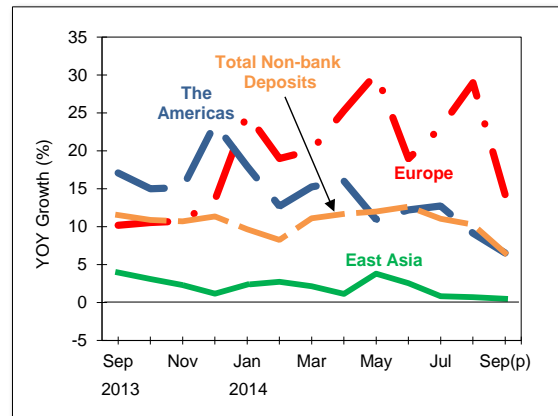 35
30
25
20
15
10
5
0
-5
YOY Growth (%)
Total Non-bank
Deposits
The
Americas
Europe
East Asia
Sep Nov Jan Mar May Jul Sep(p)
2013 2014